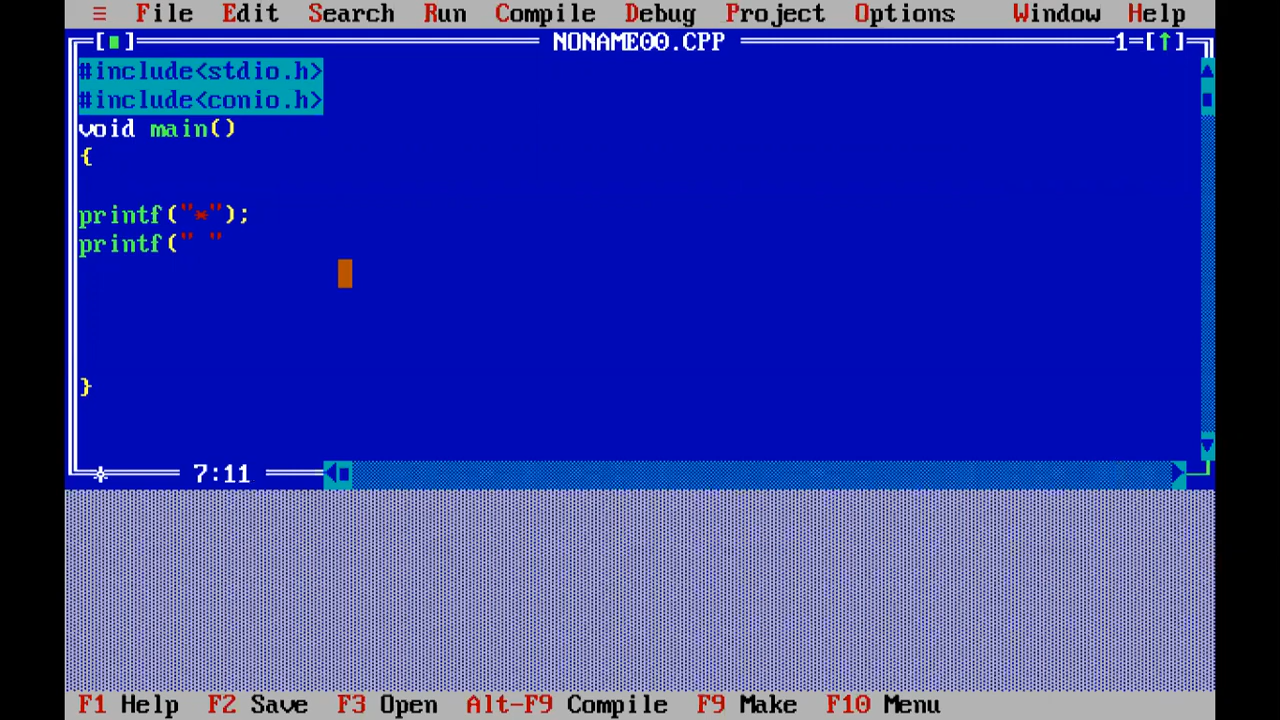 ≡ File Edit Search Run Compile Debug Project Options Window Help
[■] NONAME00.CPP 1=[↑]
#include<stdio.h>
#include<conio.h>
void main()
{
printf("*");
printf(" "
}
7:11
F1 Help F2 Save F3 Open Alt-F9 Compile F9 Make F10 Menu